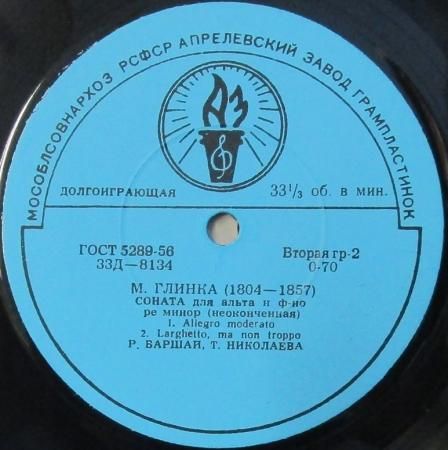 МОСОБЛСОВНАРХОЗ РСФСР АПРЕЛЕВСКИЙ ЗАВОД ГРАМПЛАСТИНОК
АЗ
ДОЛГОИГРАЮЩАЯ
33⅓ об. в мин.
ГОСТ 5289-56
33Д—8134
Вторая гр-2
0-70
М. ГЛИНКА (1804—1857)
СОНАТА для альта и ф-но
ре минор (неоконченная)
1. Allegro moderato
2. Larghetto, ma non troppo
Р. БАРШАЙ, Т. НИКОЛАЕВА